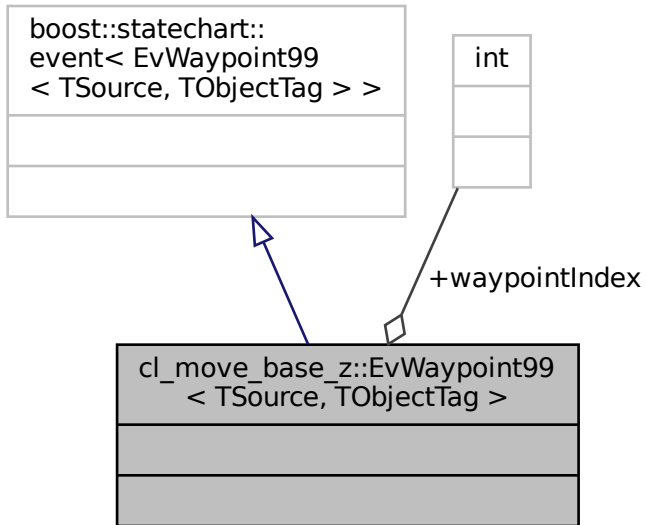 boost::statechart::
event< EvWaypoint99
< TSource, TObjectTag > >
int
+waypointIndex
cl_move_base_z::EvWaypoint99
< TSource, TObjectTag >